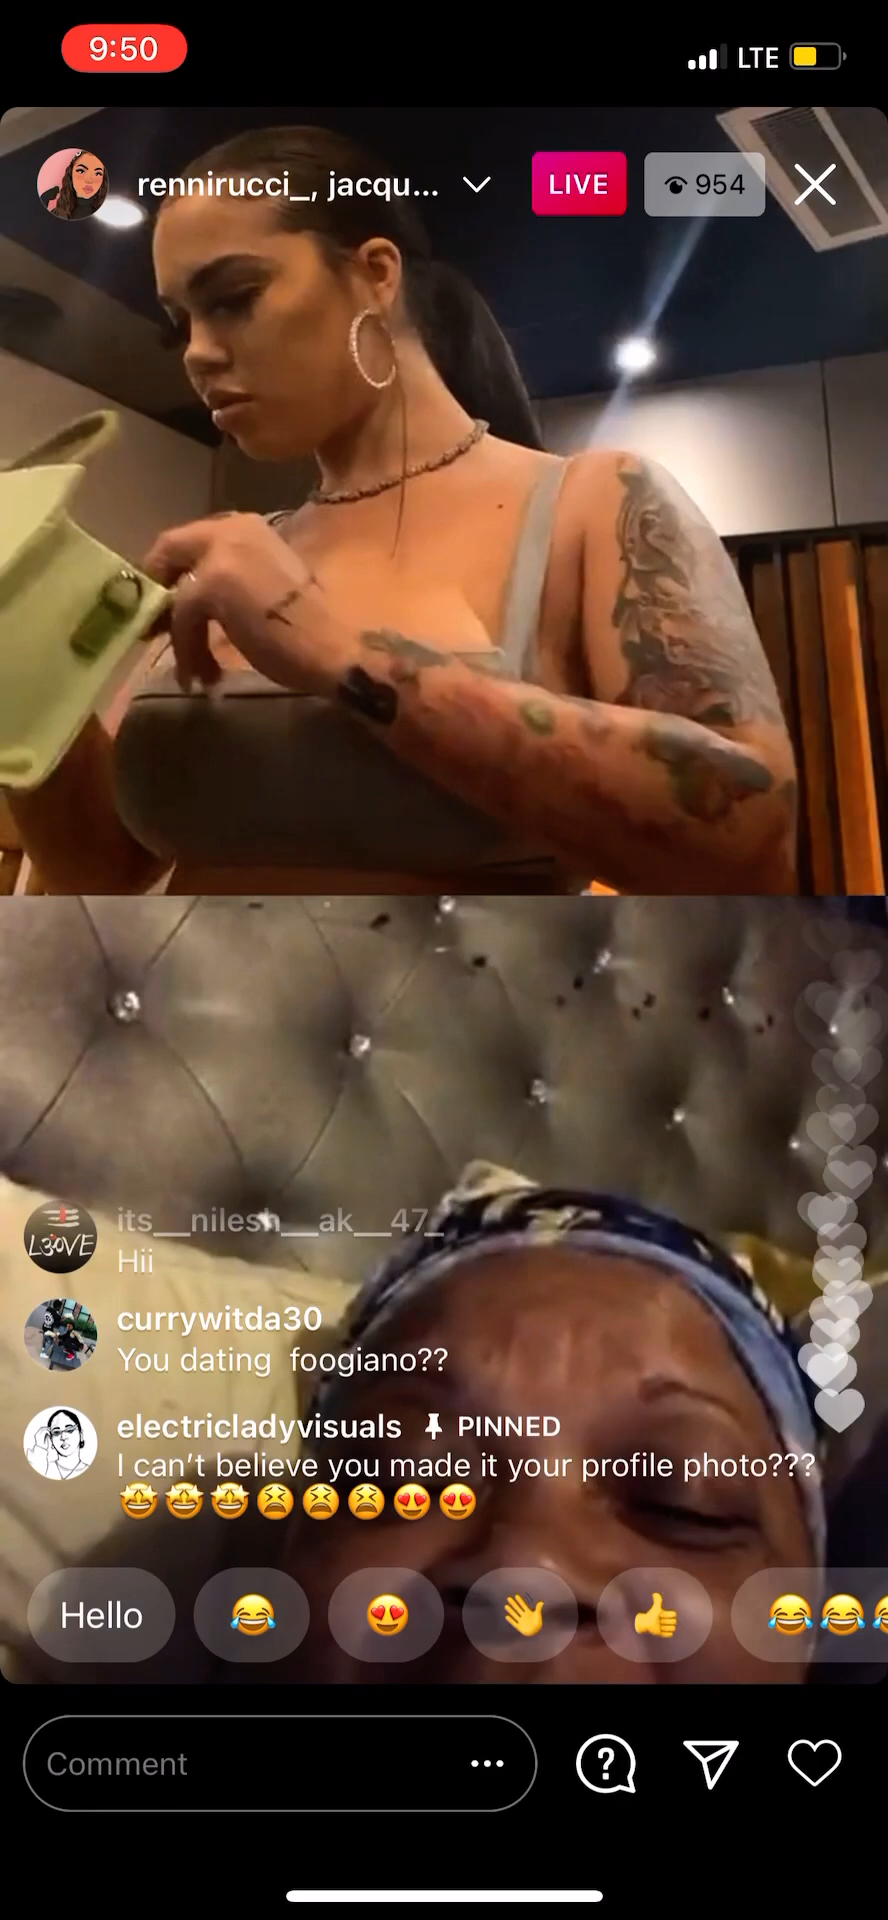 9:50
LTE
rennirucci_, jacqu...
LIVE
954
its__nilesh__ak__47_
Hii
L3OVE
currywitda30
You dating foogiano??
electricladyvisuals PINNED
I can’t believe you made it your profile photo???
🤩🤩🤩😫😫😫😍😍
Hello 😂 😍 👋 👍 😂😂
Comment